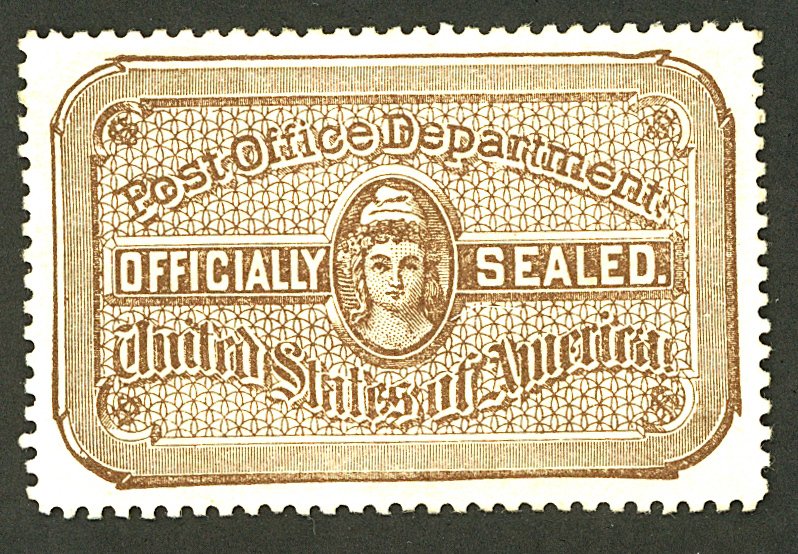 Post Office Department
OFFICIALLY SEALED.
United States of America.